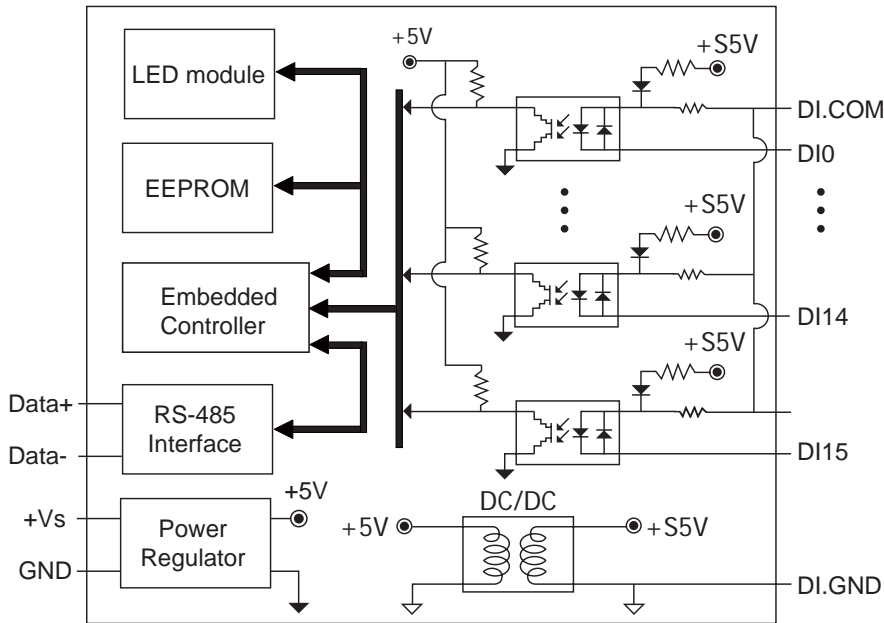 +5V
+S5V
LED module
DI.COM
DI0
EEPROM
+S5V
Embedded
Controller
DI14
+S5V
Data+
RS-485
Interface
Data-
DI15
+5V
DC/DC
+Vs
Power
Regulator
+5V
+S5V
GND
DI.GND